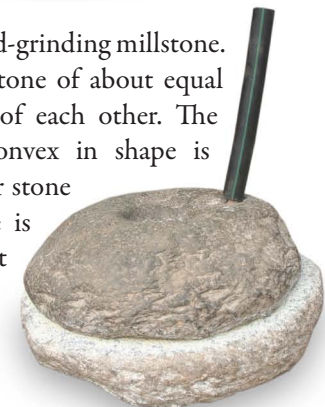 d-grinding millstone.
tone of about equal
of each other. The
onvex in shape is
r stone
is
t